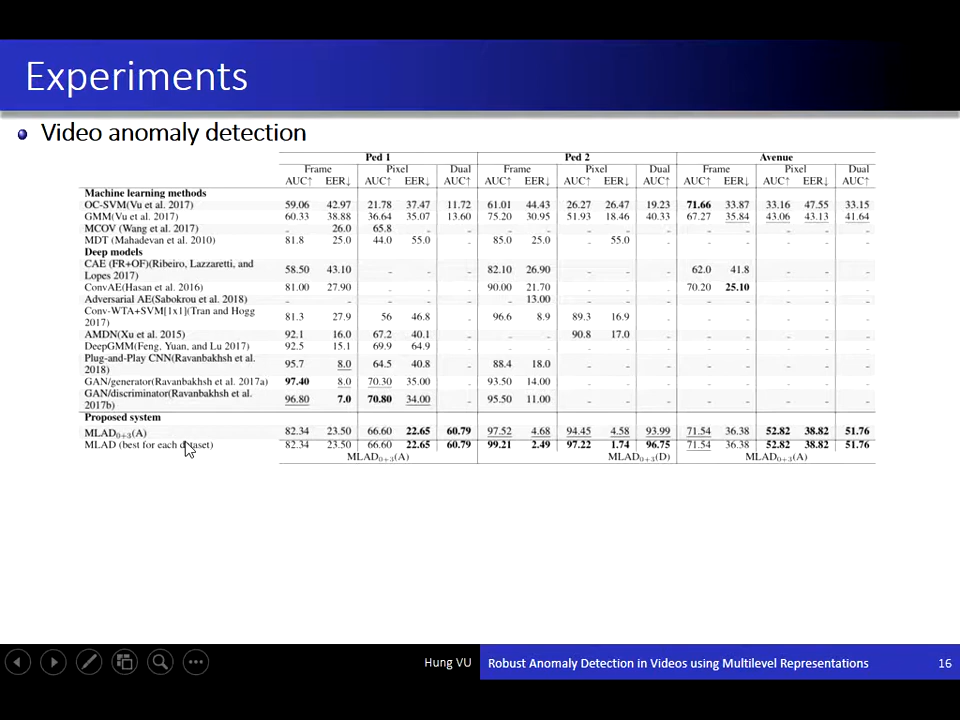 Experiments
Video anomaly detection
Ped 1 Ped 2 Avenue
Frame Pixel Dual Frame Pixel Dual Frame Pixel Dual
AUC↑ EER↓ AUC↑ EER↓ AUC↑ AUC↑ EER↓ AUC↑ EER↓ AUC↑ AUC↑ EER↓ AUC↑ EER↓ AUC↑
Machine learning methods
OC-SVM(Vu et al. 2017) 59.06 42.97 21.78 37.47 11.72 61.01 44.43 26.27 26.47 19.23 71.66 33.87 33.16 47.55 33.15
GMM(Vu et al. 2017) 60.33 38.88 36.64 35.07 13.60 75.20 30.95 51.93 18.46 40.33 67.27 35.84 43.06 43.13 41.64
MCOV (Wang et al. 2017) - 26.0 65.8 - - - - - - - - - - - -
MDT (Mahadevan et al. 2010) 81.8 25.0 44.0 55.0 - 85.0 25.0 - 55.0 - - - - - -
Deep models
CAE (FR+OF)(Ribeiro, Lazzaretti, and
Lopes 2017) 58.50 43.10 - - - 82.10 26.90 - - - 62.0 41.8 - - -
ConvAE(Hasan et al. 2016) 81.00 27.90 - - - 90.00 21.70 - - - 70.20 25.10 - - -
Adversarial AE(Sabokrou et al. 2018) - - - - - - 13.00 - - - - - - - -
Conv-WTA+SVM[1x1](Tran and Hogg
2017) 81.3 27.9 56 46.8 - 96.6 8.9 89.3 16.9 - - - - - -
AMDN(Xu et al. 2015) 92.1 16.0 67.2 40.1 - - - 90.8 17.0 - - - - - -
DeepGMM(Feng, Yuan, and Lu 2017) 92.5 15.1 69.9 64.9 - - - - - - - - - - -
Plug-and-Play CNN(Ravanbakhsh et al.
2018) 95.7 8.0 64.5 40.8 - 88.4 18.0 - - - - - - - -
GAN/generator(Ravanbakhsh et al. 2017a) 97.40 8.0 70.30 35.00 - 93.50 14.00 - - - - - - - -
GAN/discriminator(Ravanbakhsh et al.
2017b) 96.80 7.0 70.80 34.00 - 95.50 11.00 - - - - - - - -
Proposed system
MLAD₀₊₃(A) 82.34 23.50 66.60 22.65 60.79 97.52 4.68 94.45 4.58 93.99 71.54 36.38 52.82 38.82 51.76
MLAD (best for each dataset) 82.34 23.50 66.60 22.65 60.79 99.21 2.49 97.22 1.74 96.75 71.54 36.38 52.82 38.82 51.76
MLAD₀₊₃(A) MLAD₀₊₃(D) MLAD₀₊₃(A)
Hung VU Robust Anomaly Detection in Videos using Multilevel Representations 16